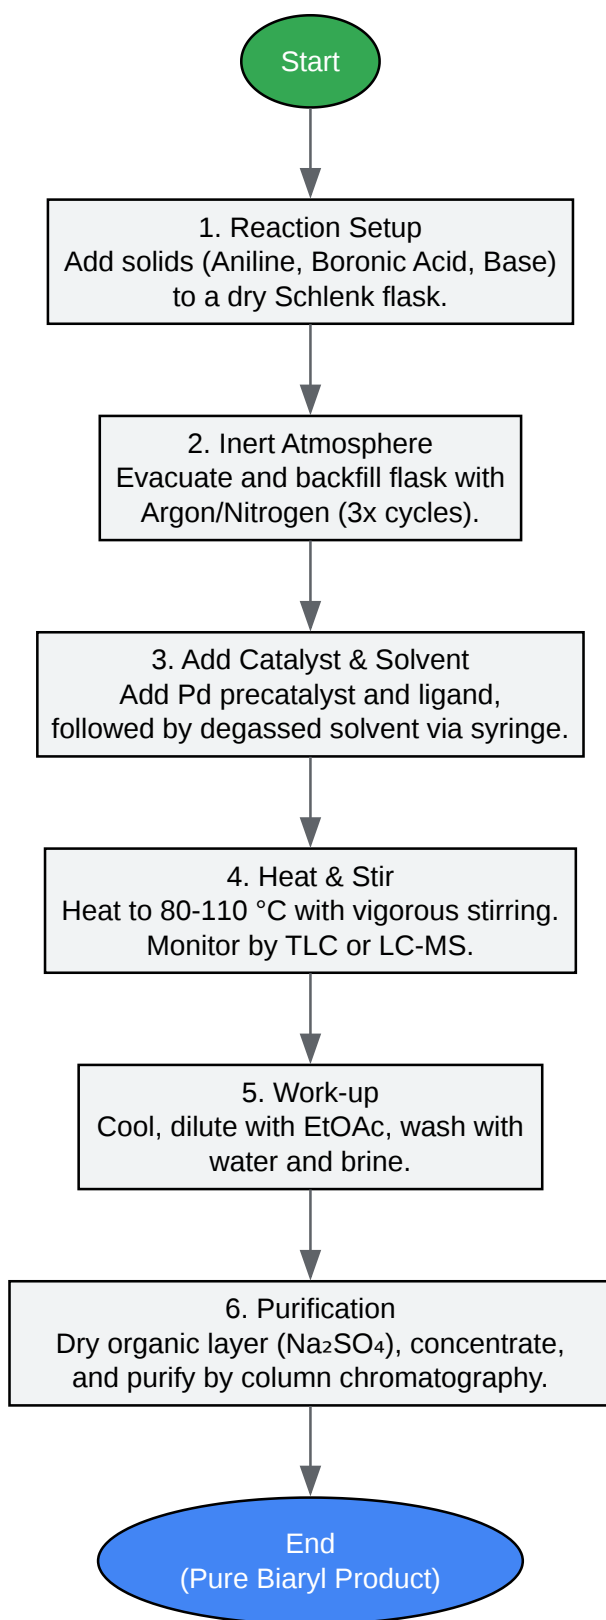 Start
1. Reaction Setup
Add solids (Aniline, Boronic Acid, Base)
to a dry Schlenk flask.
2. Inert Atmosphere
Evacuate and backfill flask with
Argon/Nitrogen (3x cycles).
3. Add Catalyst & Solvent
Add Pd precatalyst and ligand,
followed by degassed solvent via syringe.
4. Heat & Stir
Heat to 80-110 °C with vigorous stirring.
Monitor by TLC or LC-MS.
5. Work-up
Cool, dilute with EtOAc, wash with
water and brine.
6. Purification
Dry organic layer (Na₂SO₄), concentrate,
and purify by column chromatography.
End
(Pure Biaryl Product)